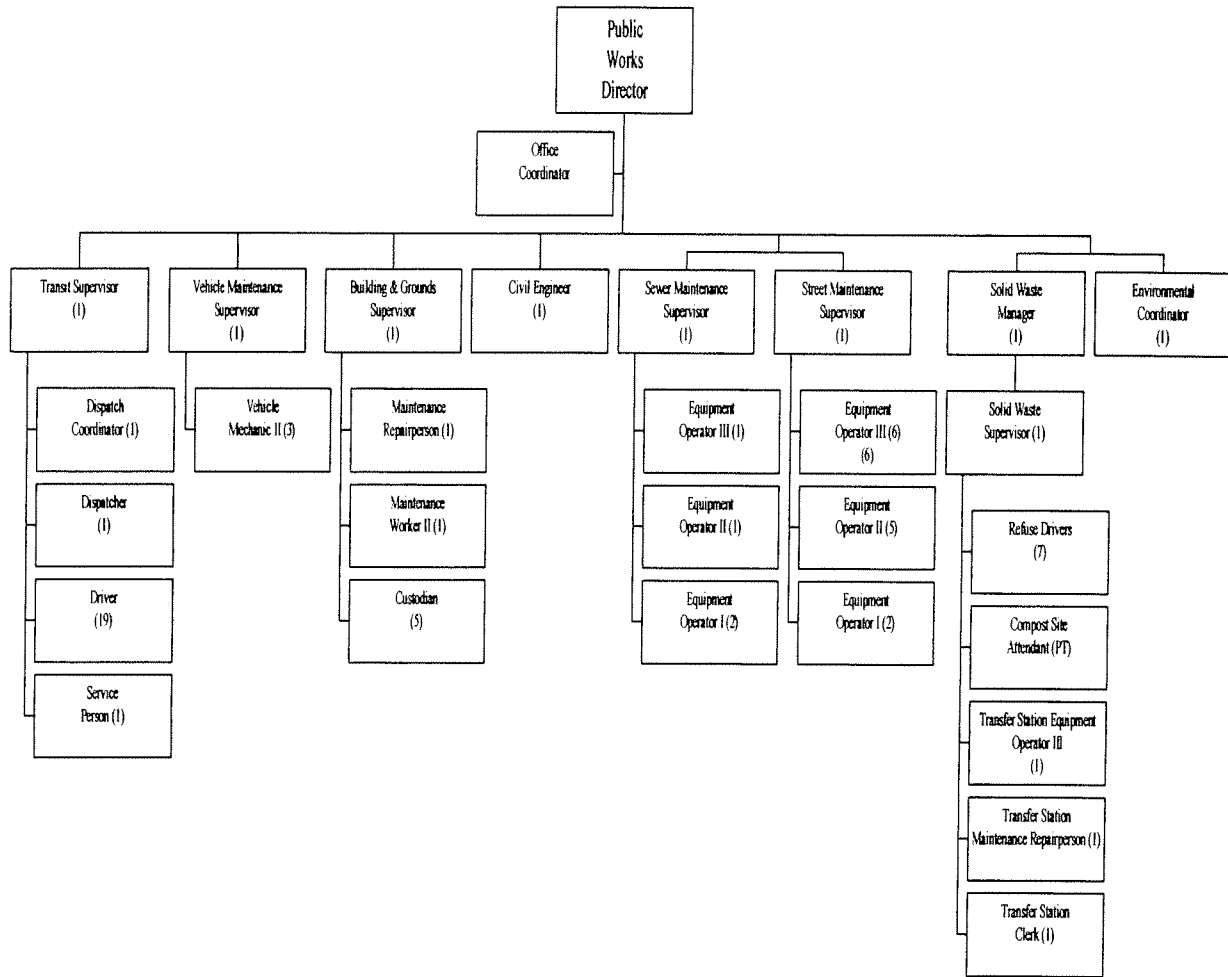 Public
Works
Director
Office
Coordinator
Transit Supervisor
(1)
Vehicle Maintenance
Supervisor
(1)
Building & Grounds
Supervisor
(1)
Civil Engineer
(1)
Sewer Maintenance
Supervisor
(1)
Street Maintenance
Supervisor
(1)
Solid Waste
Manager
(1)
Environmental
Coordinator
(1)
Dispatch
Coordinator (1)
Dispatcher
(1)
Driver
(19)
Service
Person (1)
Vehicle
Mechanic II (3)
Maintenance
Repairperson (1)
Maintenance
Worker II (1)
Custodian
(5)
Equipment
Operator III (1)
Equipment
Operator II (1)
Equipment
Operator I (2)
Equipment
Operator III (6)
(6)
Equipment
Operator II (5)
Equipment
Operator I (2)
Solid Waste
Supervisor (1)
Refuse Drivers
(7)
Compost Site
Attendant (PT)
Transfer Station Equipment
Operator III
(1)
Transfer Station
Maintenance Repairperson (1)
Transfer Station
Clerk (1)